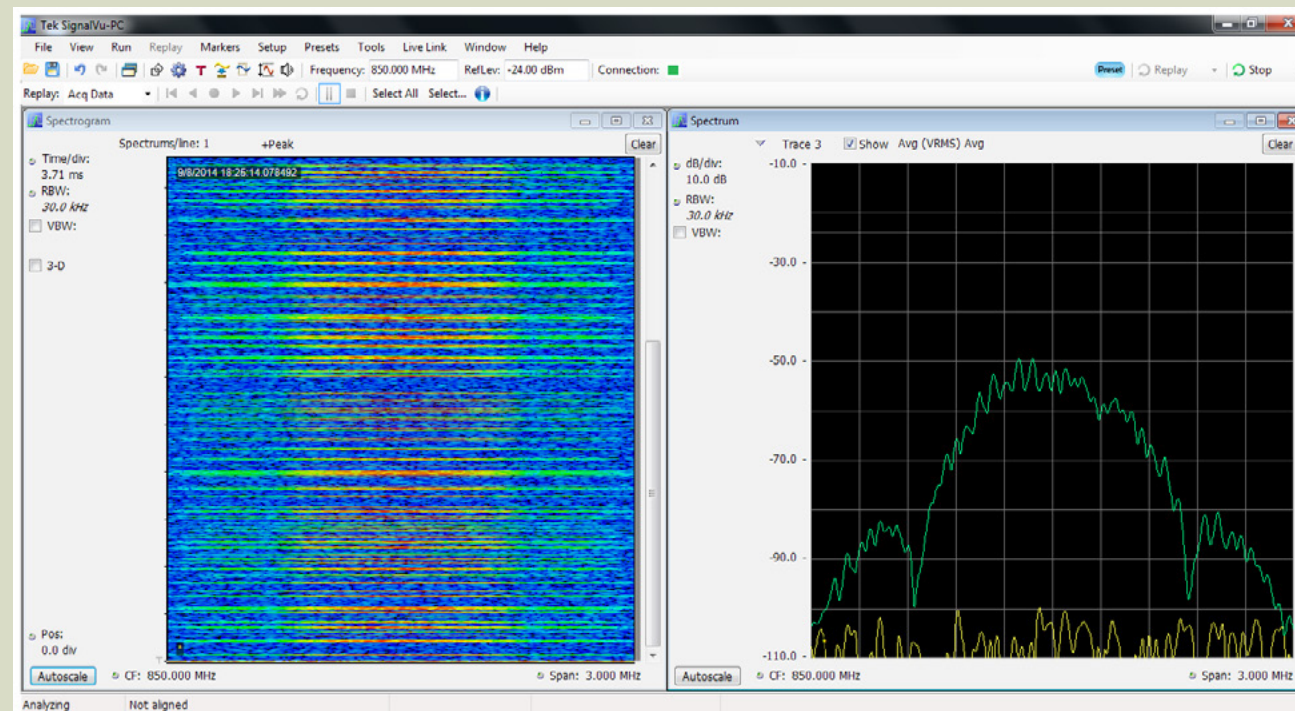 Tek SignalVu-PC
File View Run Replay Markers Setup Presets Tools Live Link Window Help
Frequency: 850.000 MHz RefLev: -24.00 dBm Connection: Preset Replay Stop
Replay: Acq Data Select All Select...
Spectrogram
Spectrums/line: 1 +Peak Clear
Time/div:
3.71 ms
RBW:
30.0 kHz
VBW:
3-D
9/8/2014 18:25:14.078492
Pos:
0.0 div
Autoscale CF: 850.000 MHz Span: 3.000 MHz
Spectrum
Trace 3 Show Avg (VRMS) Avg Clear
dB/div:
10.0 dB
RBW:
30.0 kHz
VBW:
-10.0
-30.0
-50.0
-70.0
-90.0
-110.0
Autoscale CF: 850.000 MHz Span: 3.000 MHz
Analyzing Not aligned